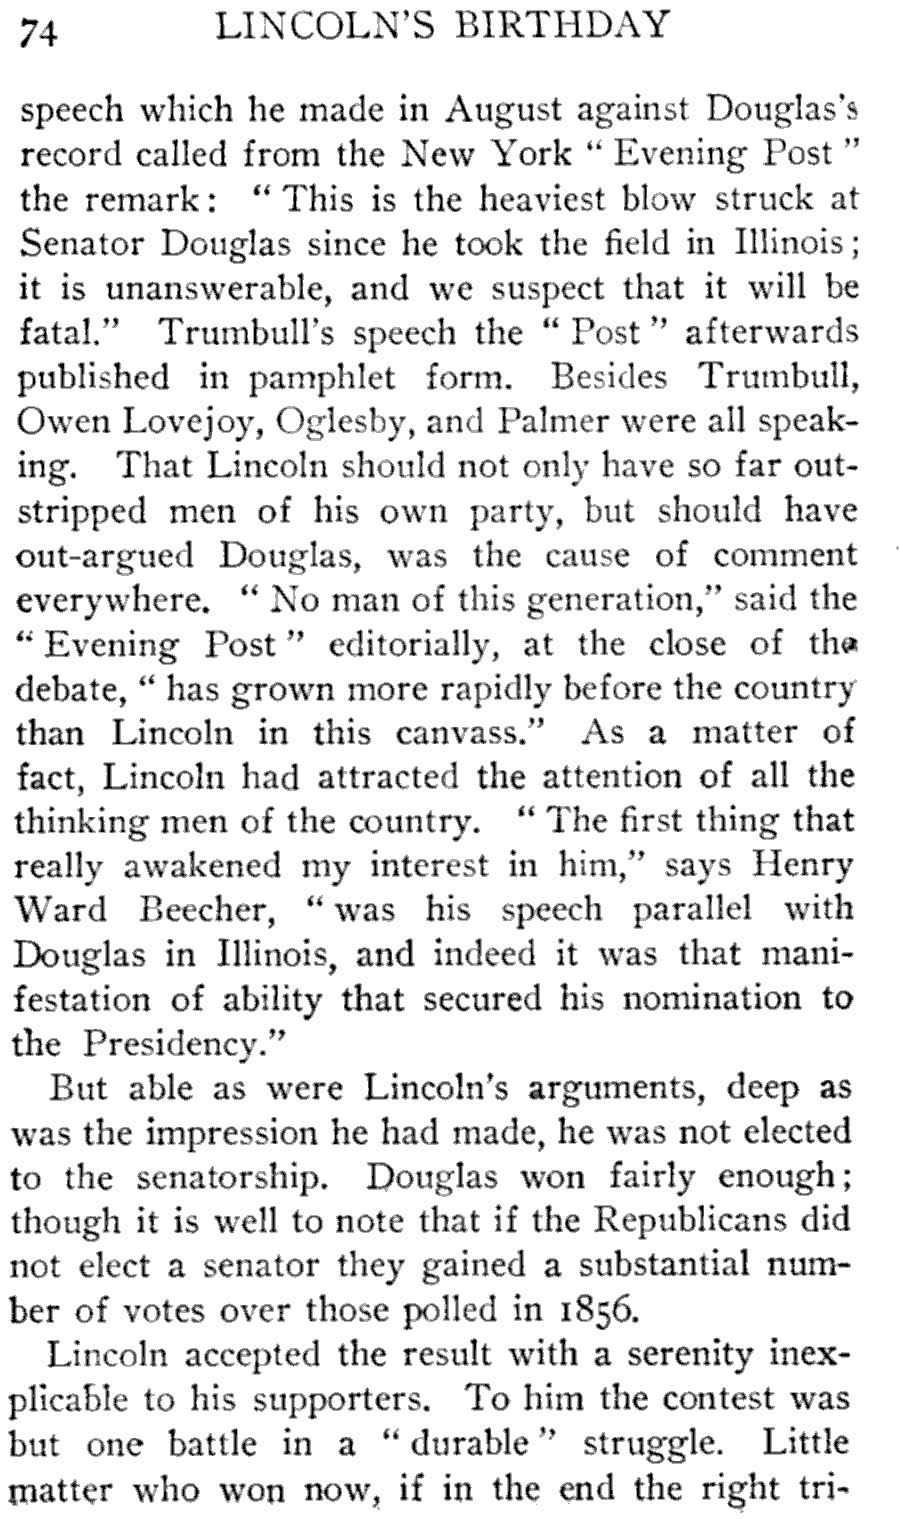 74 LINCOLN'S BIRTHDAY
speech which he made in August against Douglas's
record called from the New York " Evening Post "
the remark: " This is the heaviest blow struck at
Senator Douglas since he took the field in Illinois;
it is unanswerable, and we suspect that it will be
fatal." Trumbull's speech the " Post " afterwards
published in pamphlet form. Besides Trumbull,
Owen Lovejoy, Oglesby, and Palmer were all speak-
ing. That Lincoln should not only have so far out-
stripped men of his own party, but should have
out-argued Douglas, was the cause of comment
everywhere. " No man of this generation," said the
" Evening Post " editorially, at the close of the
debate, " has grown more rapidly before the country
than Lincoln in this canvass." As a matter of
fact, Lincoln had attracted the attention of all the
thinking men of the country. " The first thing that
really awakened my interest in him," says Henry
Ward Beecher, " was his speech parallel with
Douglas in Illinois, and indeed it was that mani-
festation of ability that secured his nomination to
the Presidency."
But able as were Lincoln's arguments, deep as
was the impression he had made, he was not elected
to the senatorship. Douglas won fairly enough;
though it is well to note that if the Republicans did
not elect a senator they gained a substantial num-
ber of votes over those polled in 1856.
Lincoln accepted the result with a serenity inex-
plicable to his supporters. To him the contest was
but one battle in a " durable " struggle. Little
matter who won now, if in the end the right tri-